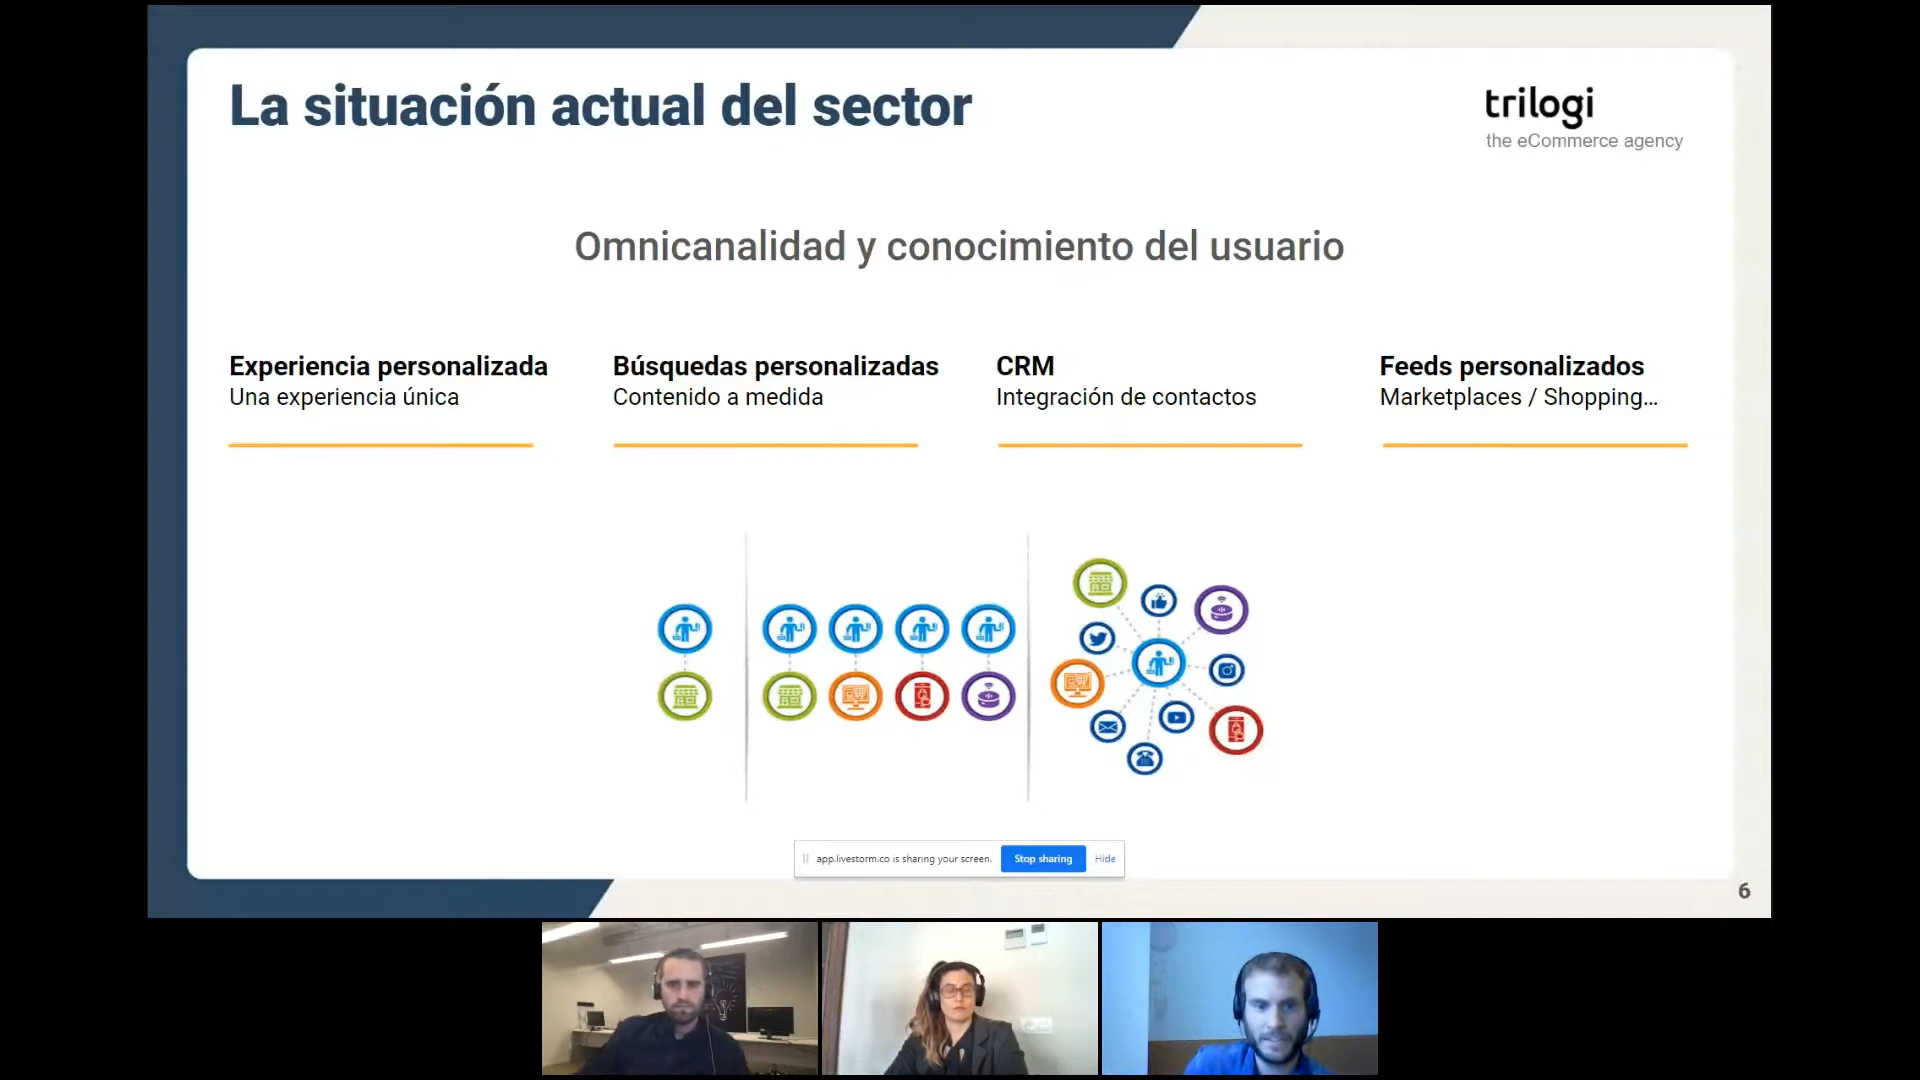 La situación actual del sector
trilogi
the eCommerce agency
Omnicanalidad y conocimiento del usuario
Experiencia personalizada
Una experiencia única
Búsquedas personalizadas
Contenido a medida
CRM
Integración de contactos
Feeds personalizados
Marketplaces / Shopping...
app.livestorm.co is sharing your screen.
Stop sharing
Hide
6